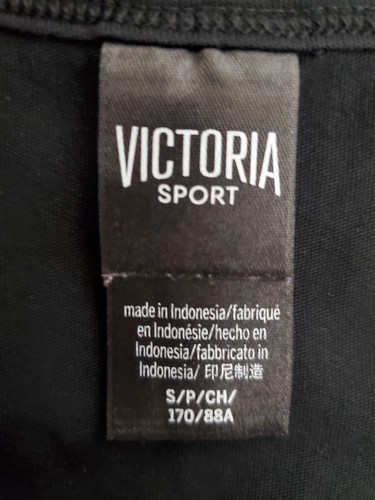 VICTORIA
SPORT
made in Indonesia/fabriqué
en Indonésie/hecho en
Indonesia/fabbricato in
Indonesia/ 印尼制造
S/P/CH/
170/88A